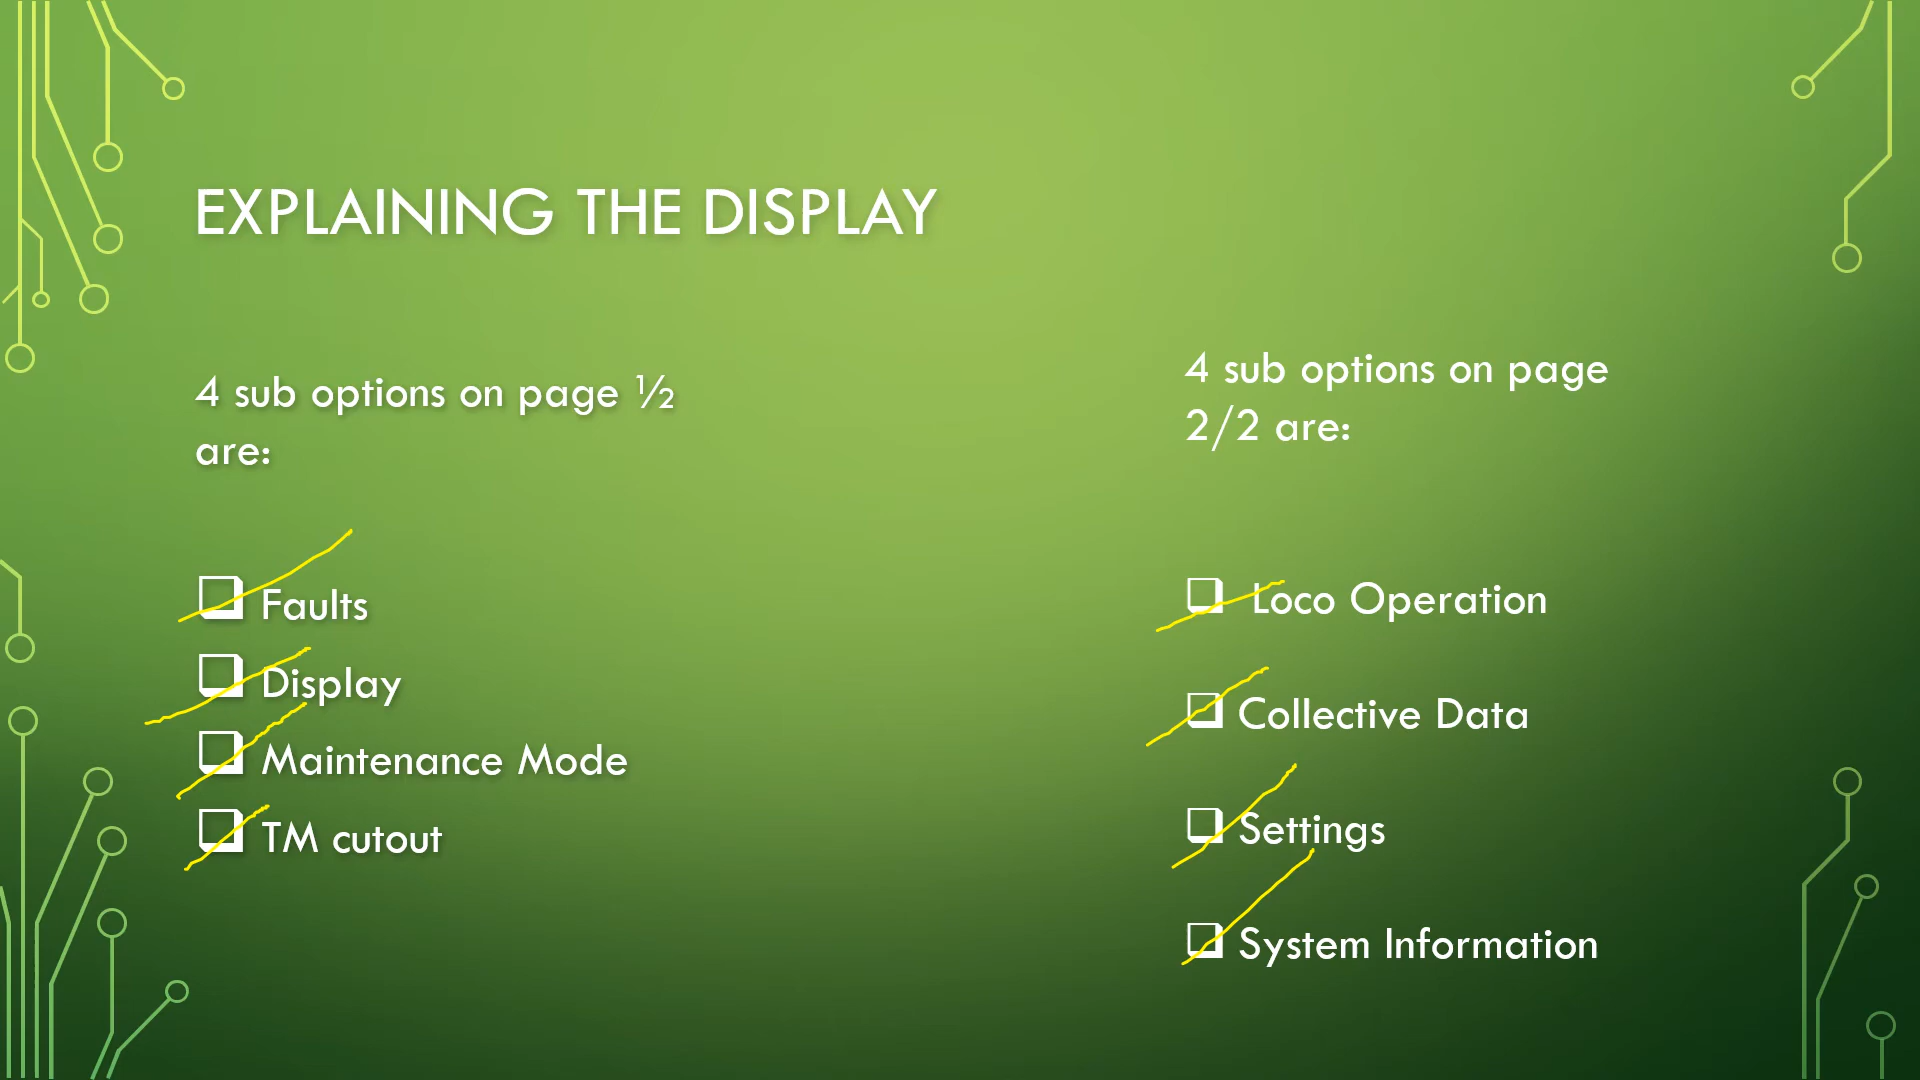 EXPLAINING THE DISPLAY
4 sub options on page ½
are:
Faults
Display
Maintenance Mode
TM cutout
4 sub options on page
2/2 are:
Loco Operation
Collective Data
Settings
System Information